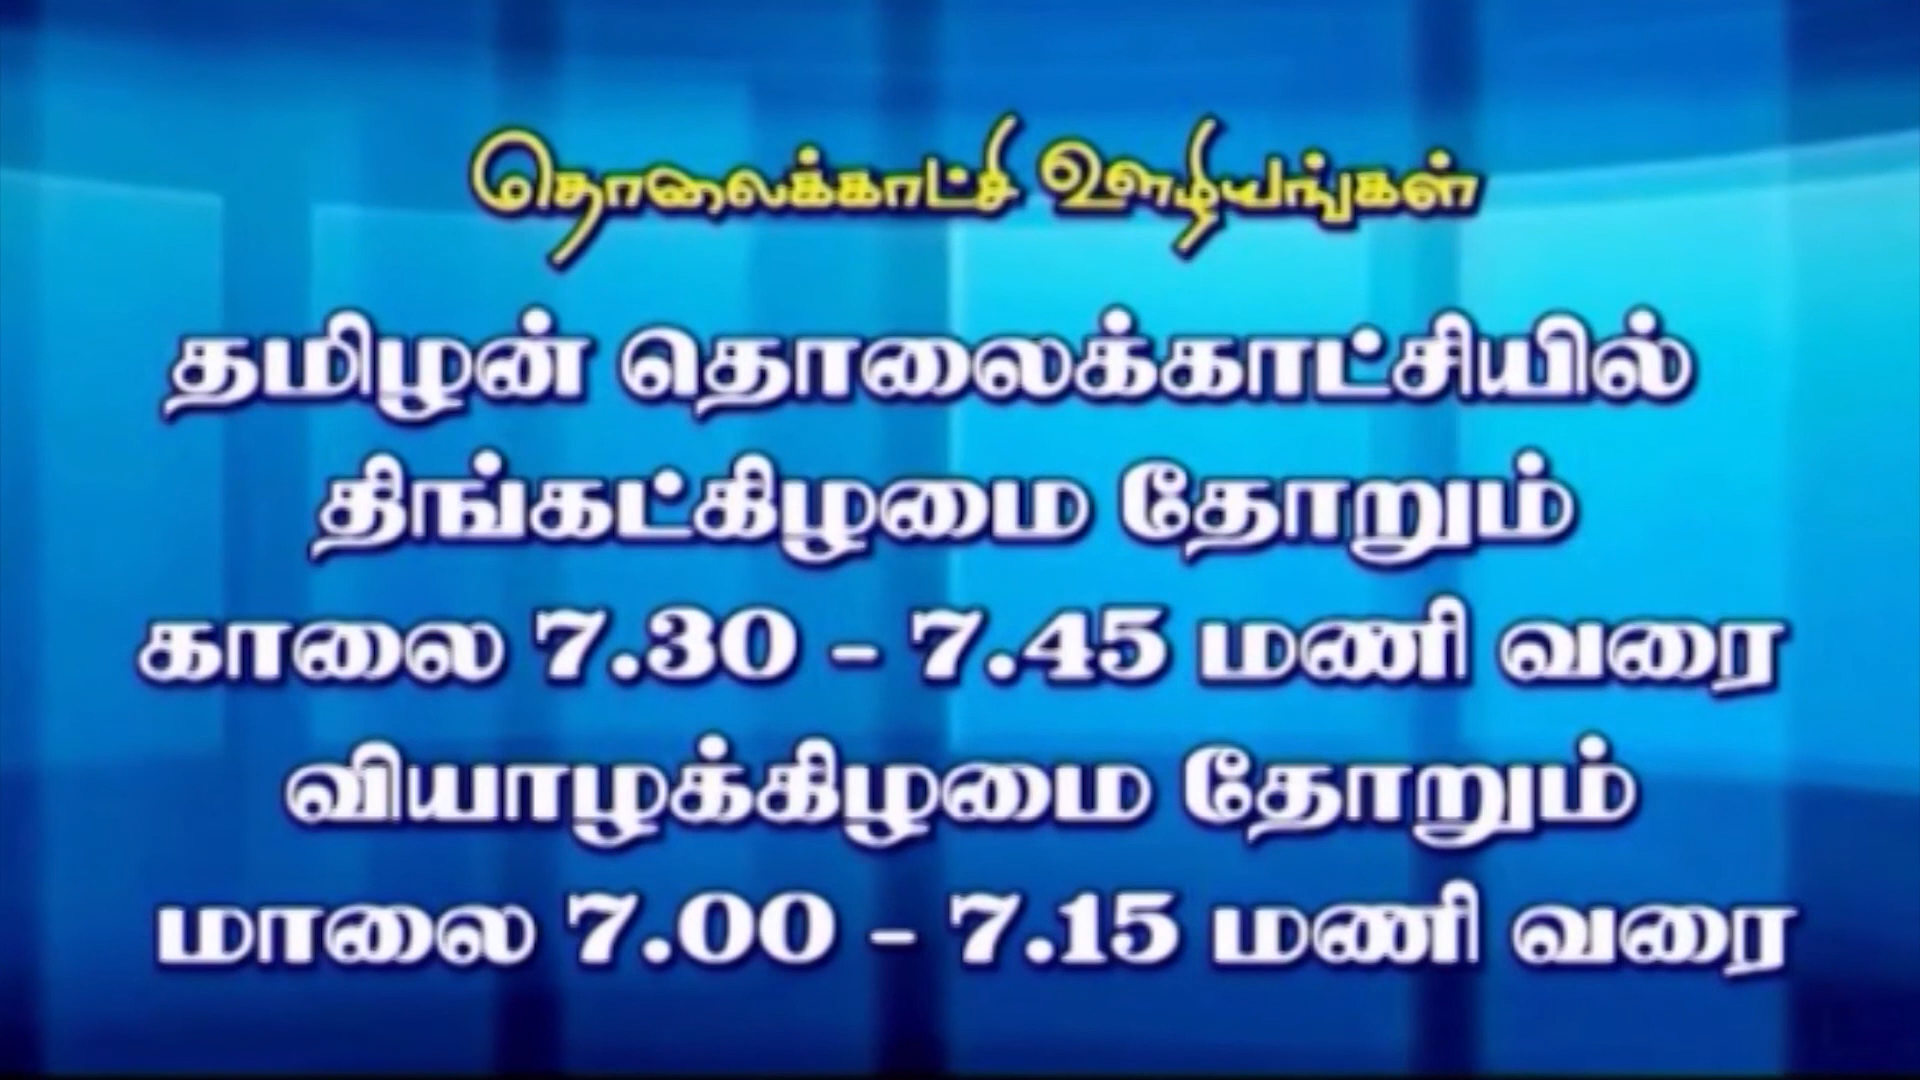 தொலைக்காட்சி ஊழியங்கள்
தமிழன் தொலைக்காட்சியில்
திங்கட்கிழமை தோறும்
காலை 7.30 - 7.45 மணி வரை
வியாழக்கிழமை தோறும்
மாலை 7.00 - 7.15 மணி வரை